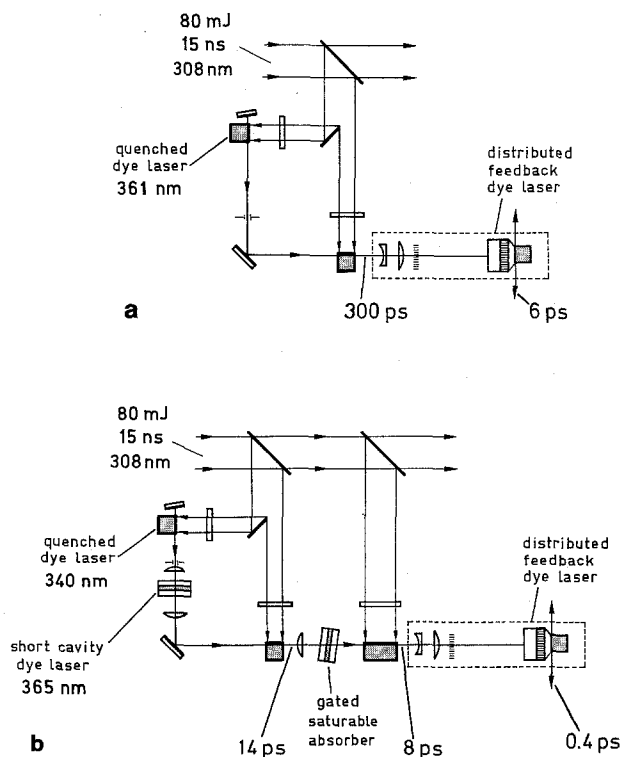 80 mJ
15 ns
308 nm
quenched
dye laser
361 nm
distributed
feedback
dye laser
a
300 ps
6 ps
80 mJ
15 ns
308 nm
quenched
dye laser
340 nm
short cavity
dye laser
365 nm
distributed
feedback
dye laser
b
14 ps
gated
saturable
absorber
8 ps
0.4 ps